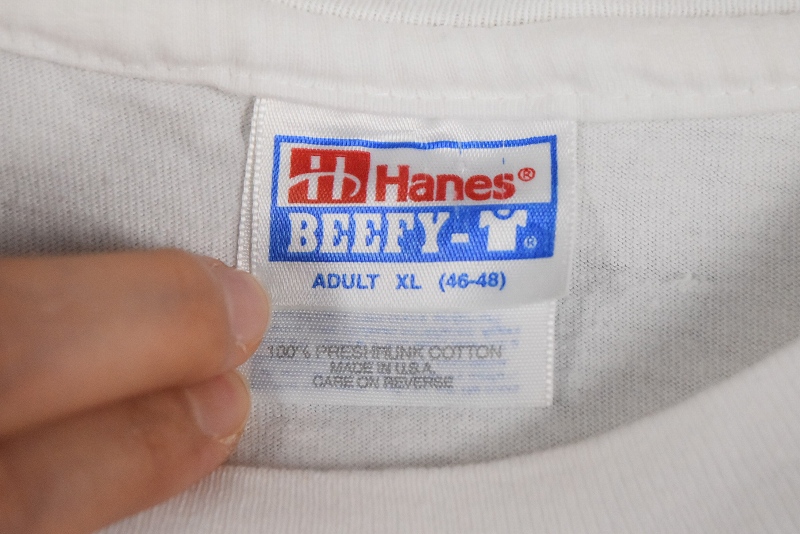 Hanes®
BEEFY-
®
ADULT XL (46-48)
100% PRESHRUNK COTTON
MADE IN U.S.A.
CARE ON REVERSE